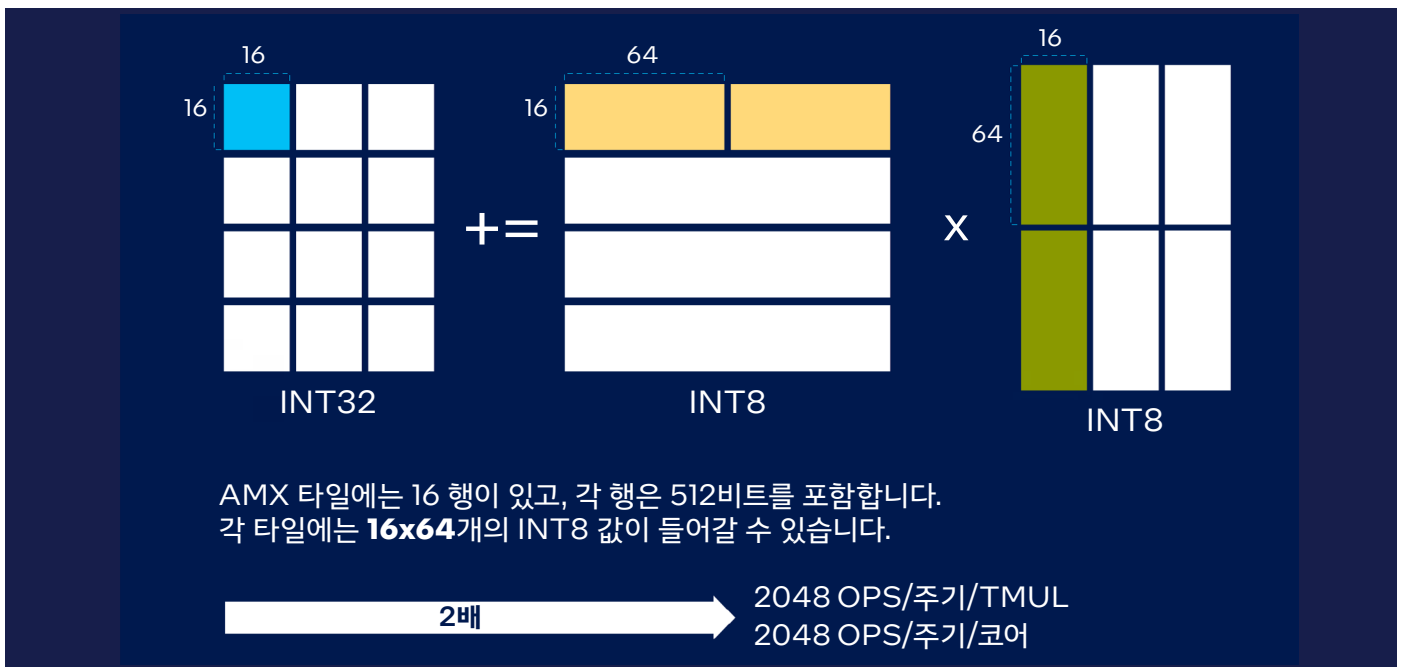 16
16
INT32
+=
64
16
INT8
x
16
64
INT8
AMX 타일에는 16 행이 있고, 각 행은 512비트를 포함합니다.
각 타일에는 16x64개의 INT8 값이 들어갈 수 있습니다.
2배
2048 OPS/주기/TMUL
2048 OPS/주기/코어